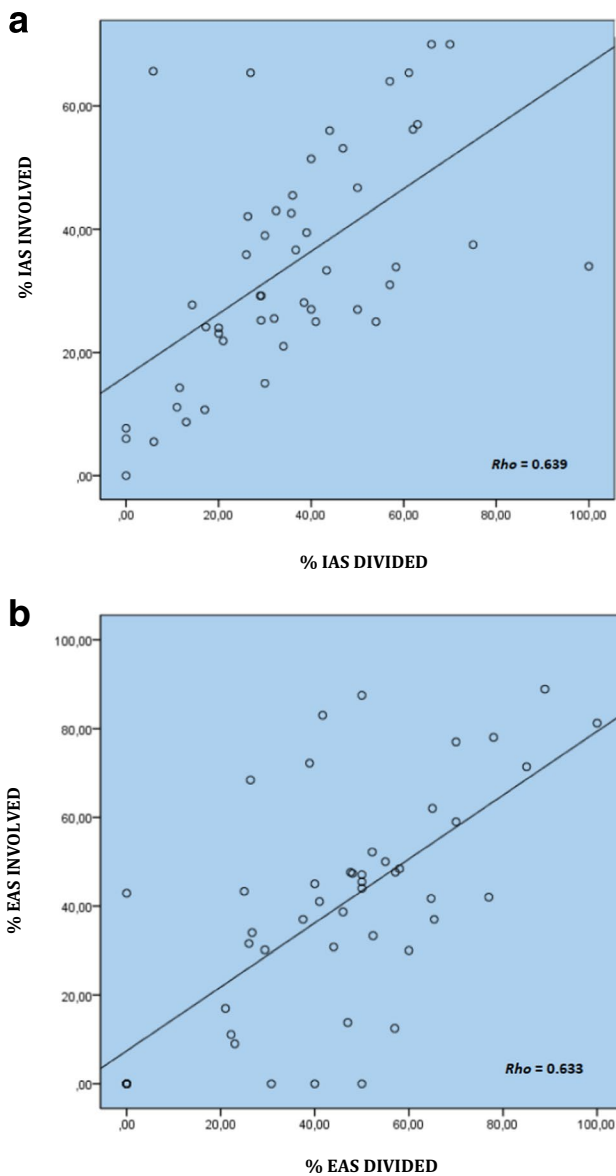 a
% IAS INVOLVED
60,00
40,00
20,00
,00
Rho = 0.639
,00 20,00 40,00 60,00 80,00 100,00
% IAS DIVIDED
b
% EAS INVOLVED
100,00
80,00
60,00
40,00
20,00
,00
Rho = 0.633
,00 20,00 40,00 60,00 80,00 100,00
% EAS DIVIDED